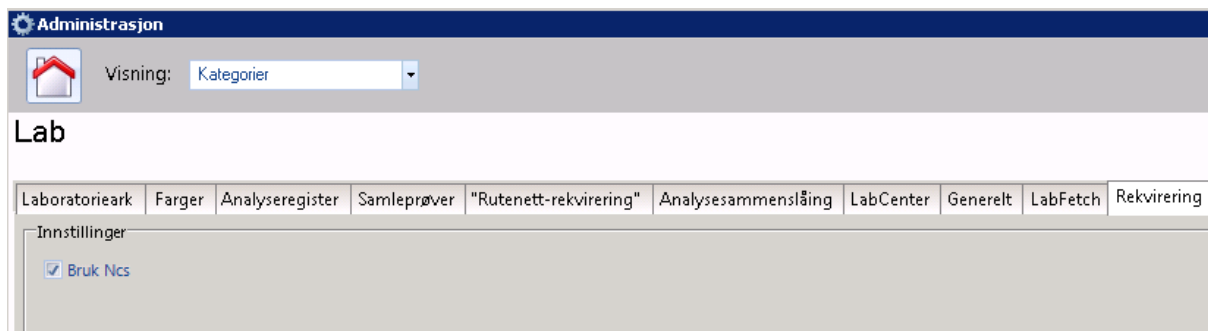 Administrasjon
Visning: Kategorier
Lab
Laboratorieark Farger Analyseregister Samleprøver "Rutenett-rekvirering" Analysesammenslåing LabCenter Generelt LabFetch Rekvirering
Innstillinger
Bruk Ncs